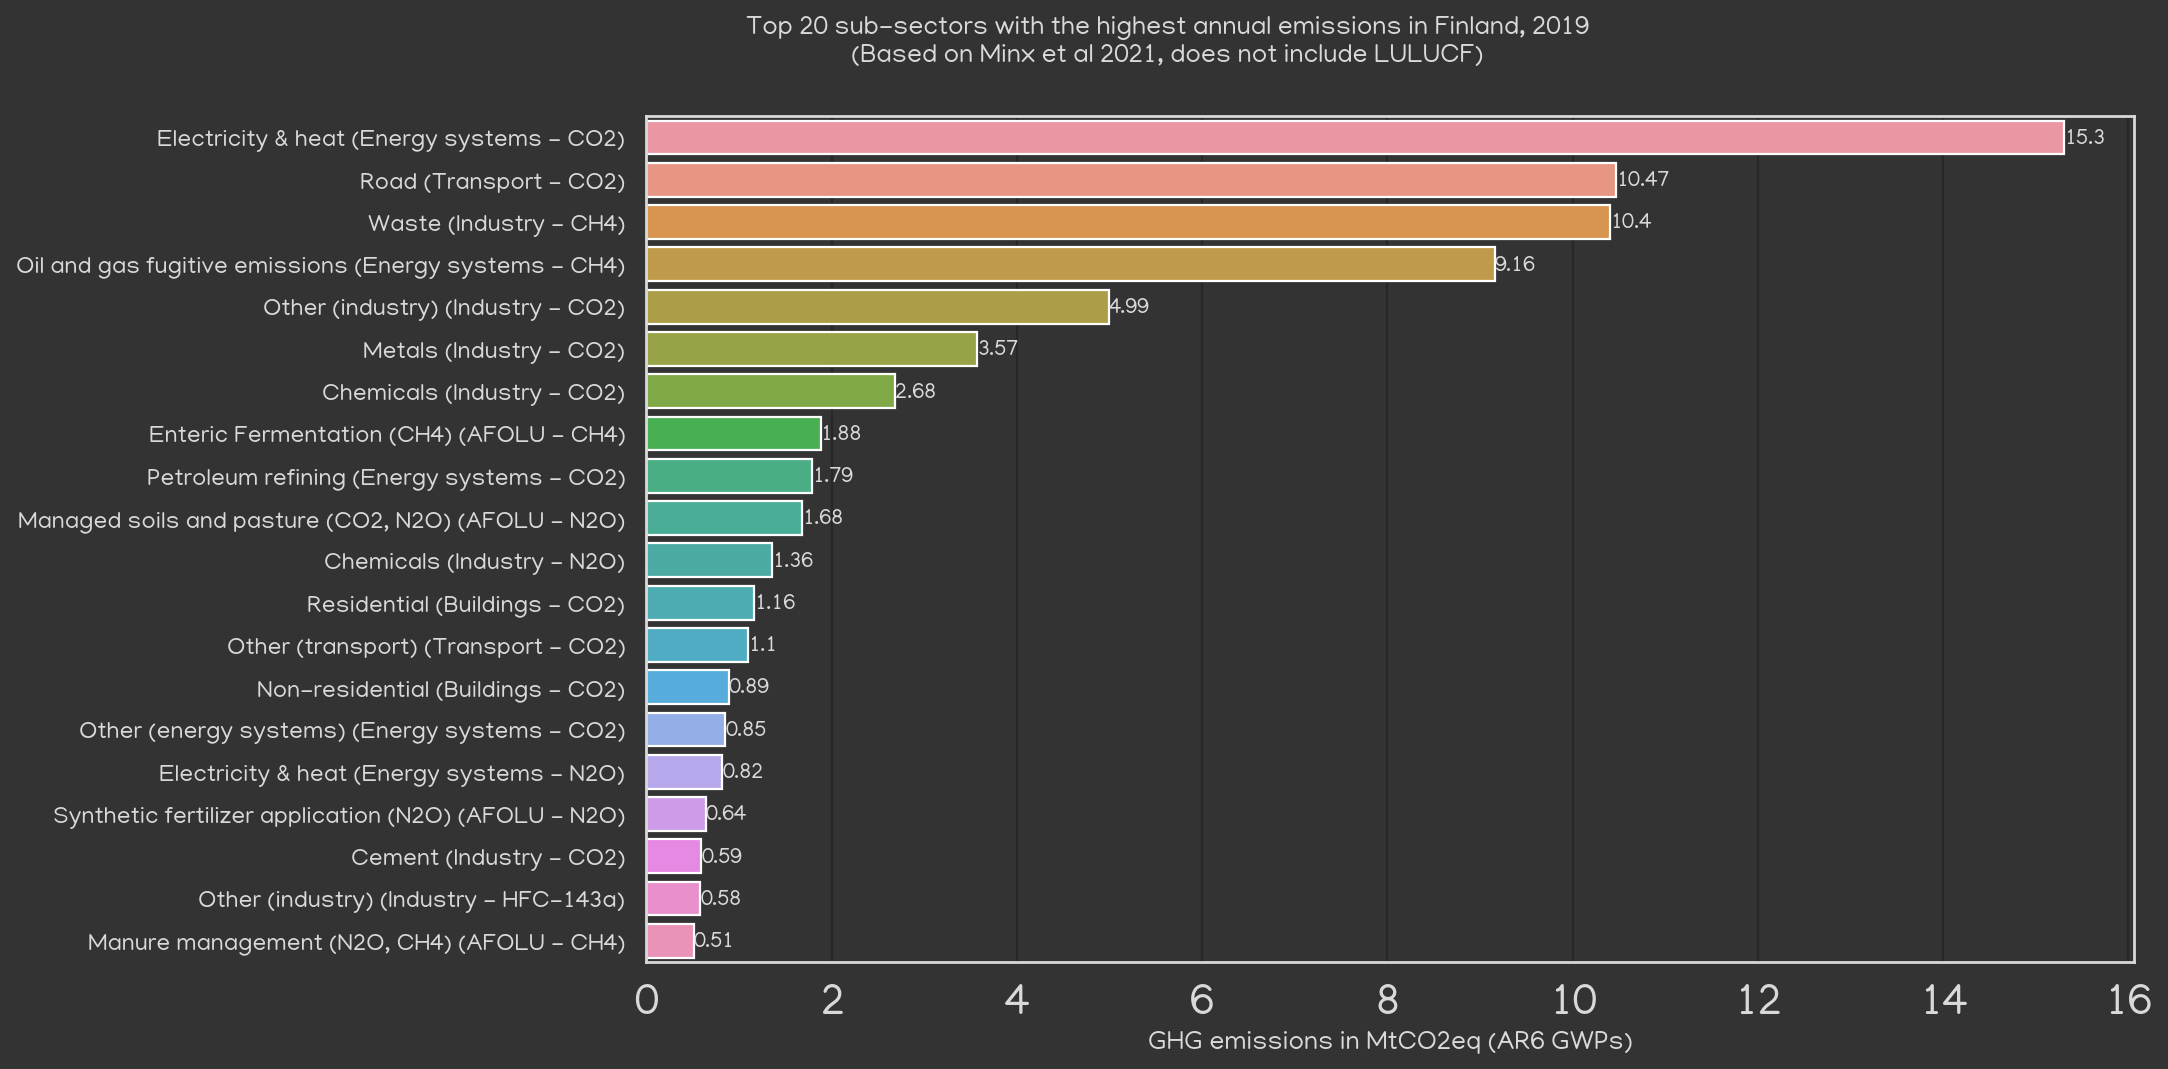 Top 20 sub-sectors with the highest annual emissions in Finland, 2019
(Based on Minx et al 2021, does not include LULUCF)
Electricity & heat (Energy systems - CO2) 15.3
Road (Transport - CO2) 10.47
Waste (Industry - CH4) 10.4
Oil and gas fugitive emissions (Energy systems - CH4) 9.16
Other (industry) (Industry - CO2) 4.99
Metals (Industry - CO2) 3.57
Chemicals (Industry - CO2) 2.68
Enteric Fermentation (CH4) (AFOLU - CH4) 1.88
Petroleum refining (Energy systems - CO2) 1.79
Managed soils and pasture (CO2, N2O) (AFOLU - N2O) 1.68
Chemicals (Industry - N2O) 1.36
Residential (Buildings - CO2) 1.16
Other (transport) (Transport - CO2) 1.1
Non-residential (Buildings - CO2) 0.89
Other (energy systems) (Energy systems - CO2) 0.85
Electricity & heat (Energy systems - N2O) 0.82
Synthetic fertilizer application (N2O) (AFOLU - N2O) 0.64
Cement (Industry - CO2) 0.59
Other (industry) (Industry - HFC-143a) 0.58
Manure management (N2O, CH4) (AFOLU - CH4) 0.51
0 2 4 6 8 10 12 14 16
GHG emissions in MtCO2eq (AR6 GWPs)